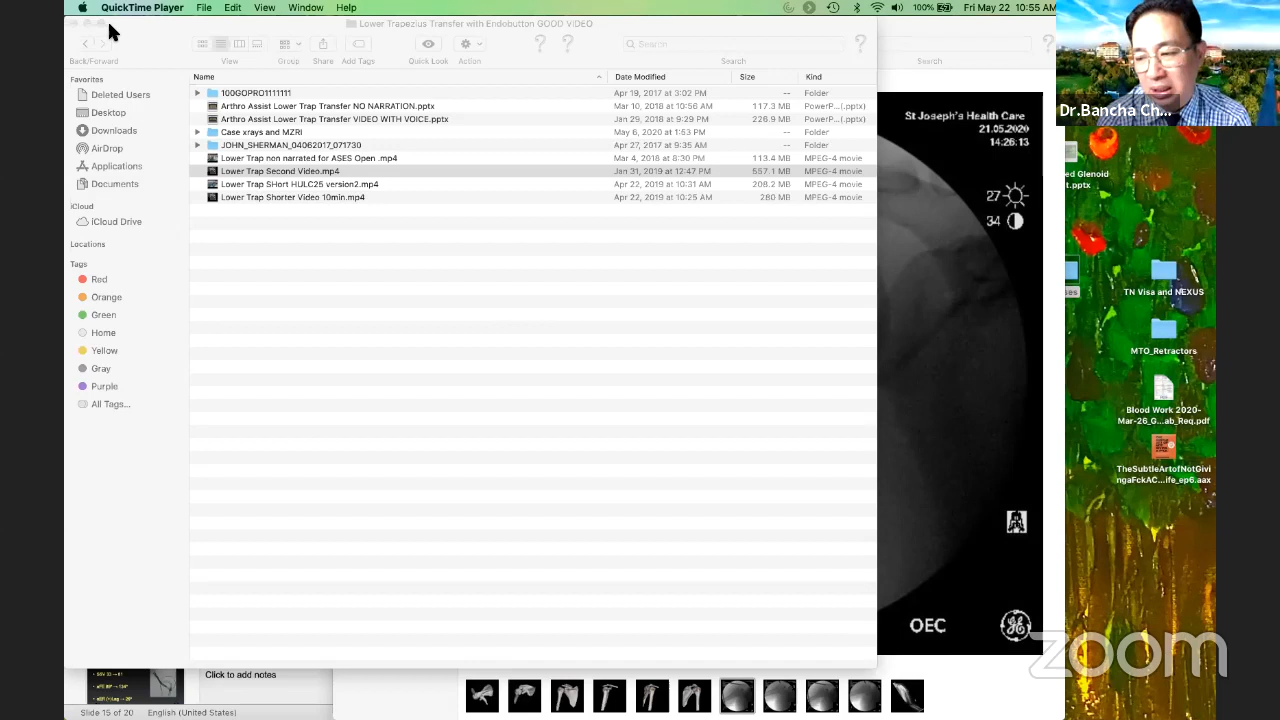 QuickTime Player File Edit View Window Help
Fri May 22 10:55 AM
Lower Trapezius Transfer with Endobutton GOOD VIDEO
Search
Back/Forward View Group Share Add Tags Quick Look Action Search Search
Favorites
Deleted Users
Desktop
Downloads
AirDrop
Applications
Documents
iCloud
iCloud Drive
Locations
Tags
Red
Orange
Green
Home
Yellow
Gray
Purple
All Tags...
Name Date Modified Size Kind
100GOPRO1111111 Apr 19, 2017 at 3:02 PM -- Folder
Arthro Assist Lower Trap Transfer NO NARRATION.pptx Mar 10, 2018 at 10:56 AM 117.3 MB PowerP...(.pptx)
Arthro Assist Lower Trap Transfer VIDEO WITH VOICE.pptx Jan 29, 2018 at 9:29 PM 226.9 MB PowerP...(.pptx)
Case xrays and MZRI May 6, 2020 at 1:53 PM -- Folder
JOHN_SHERMAN_04062017_071730 Apr 27, 2017 at 9:35 AM -- Folder
Lower Trap non narrated for ASES Open .mp4 Mar 4, 2018 at 8:30 PM 113.4 MB MPEG-4 movie
Lower Trap Second Video.mp4 Jan 31, 2019 at 12:47 PM 557.1 MB MPEG-4 movie
Lower Trap SHort HULC25 version2.mp4 Apr 22, 2019 at 10:31 AM 208.2 MB MPEG-4 movie
Lower Trap Shorter Video 10min.mp4 Apr 22, 2019 at 10:25 AM 280 MB MPEG-4 movie
St Joseph's Health Care
21.05.2020
14:26:13
27
34
OEC
Dr.Bancha Ch...
ed Glenoid
t.pptx
ses
TN Visa and NEXUS
MTO_Retractors
Blood Work 2020-
Mar-26_G...ab_Req.pdf
TheSubtleArtofNotGivi
ngaFckAC...ife_ep6.aax
zoom
Click to add notes
Slide 15 of 20 English (United States)